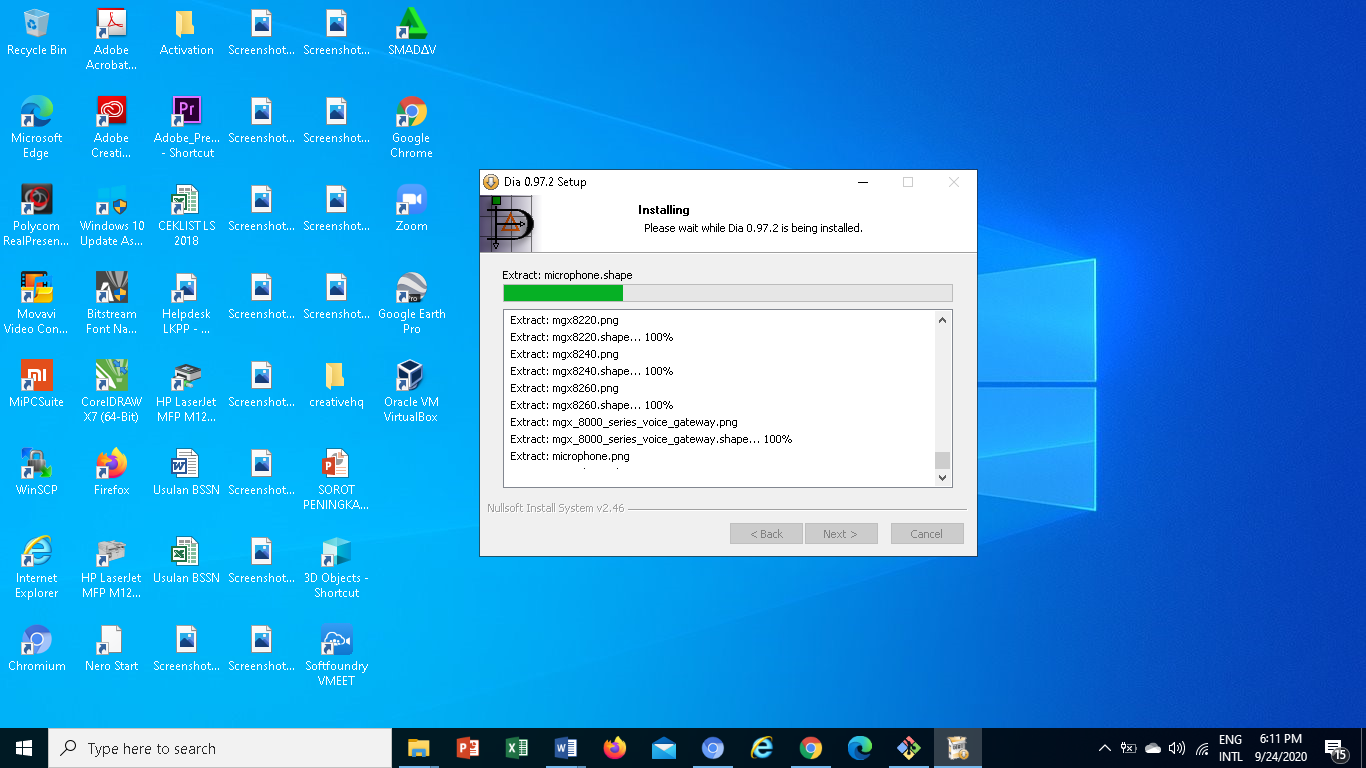 Recycle Bin
Adobe
Acrobat...
Activation
Screenshot...
Screenshot...
SMADΔV
Microsoft
Edge
Adobe
Creati...
Adobe_Pre...
- Shortcut
Screenshot...
Screenshot...
Google
Chrome
Polycom
RealPresen...
Windows 10
Update As...
CEKLIST LS
2018
Screenshot...
Screenshot...
Zoom
Movavi
Video Con...
Bitstream
Font Na...
Helpdesk
LKPP - ...
Screenshot...
Screenshot...
Google Earth
Pro
MiPCSuite
CorelDRAW
X7 (64-Bit)
HP LaserJet
MFP M12...
Screenshot...
creativehq
Oracle VM
VirtualBox
WinSCP
Firefox
Usulan BSSN
Screenshot...
SOROT
PENINGKA...
Internet
Explorer
HP LaserJet
MFP M12...
Usulan BSSN
Screenshot...
3D Objects -
Shortcut
Chromium
Nero Start
Screenshot...
Screenshot...
Softfoundry
VMEET
Dia 0.97.2 Setup
Installing
Please wait while Dia 0.97.2 is being installed.
Extract: microphone.shape
Extract: mgx8220.png
Extract: mgx8220.shape... 100%
Extract: mgx8240.png
Extract: mgx8240.shape... 100%
Extract: mgx8260.png
Extract: mgx8260.shape... 100%
Extract: mgx_8000_series_voice_gateway.png
Extract: mgx_8000_series_voice_gateway.shape... 100%
Extract: microphone.png
Nullsoft Install System v2.46
< Back
Next >
Cancel
Type here to search
ENG
INTL
6:11 PM
9/24/2020
15